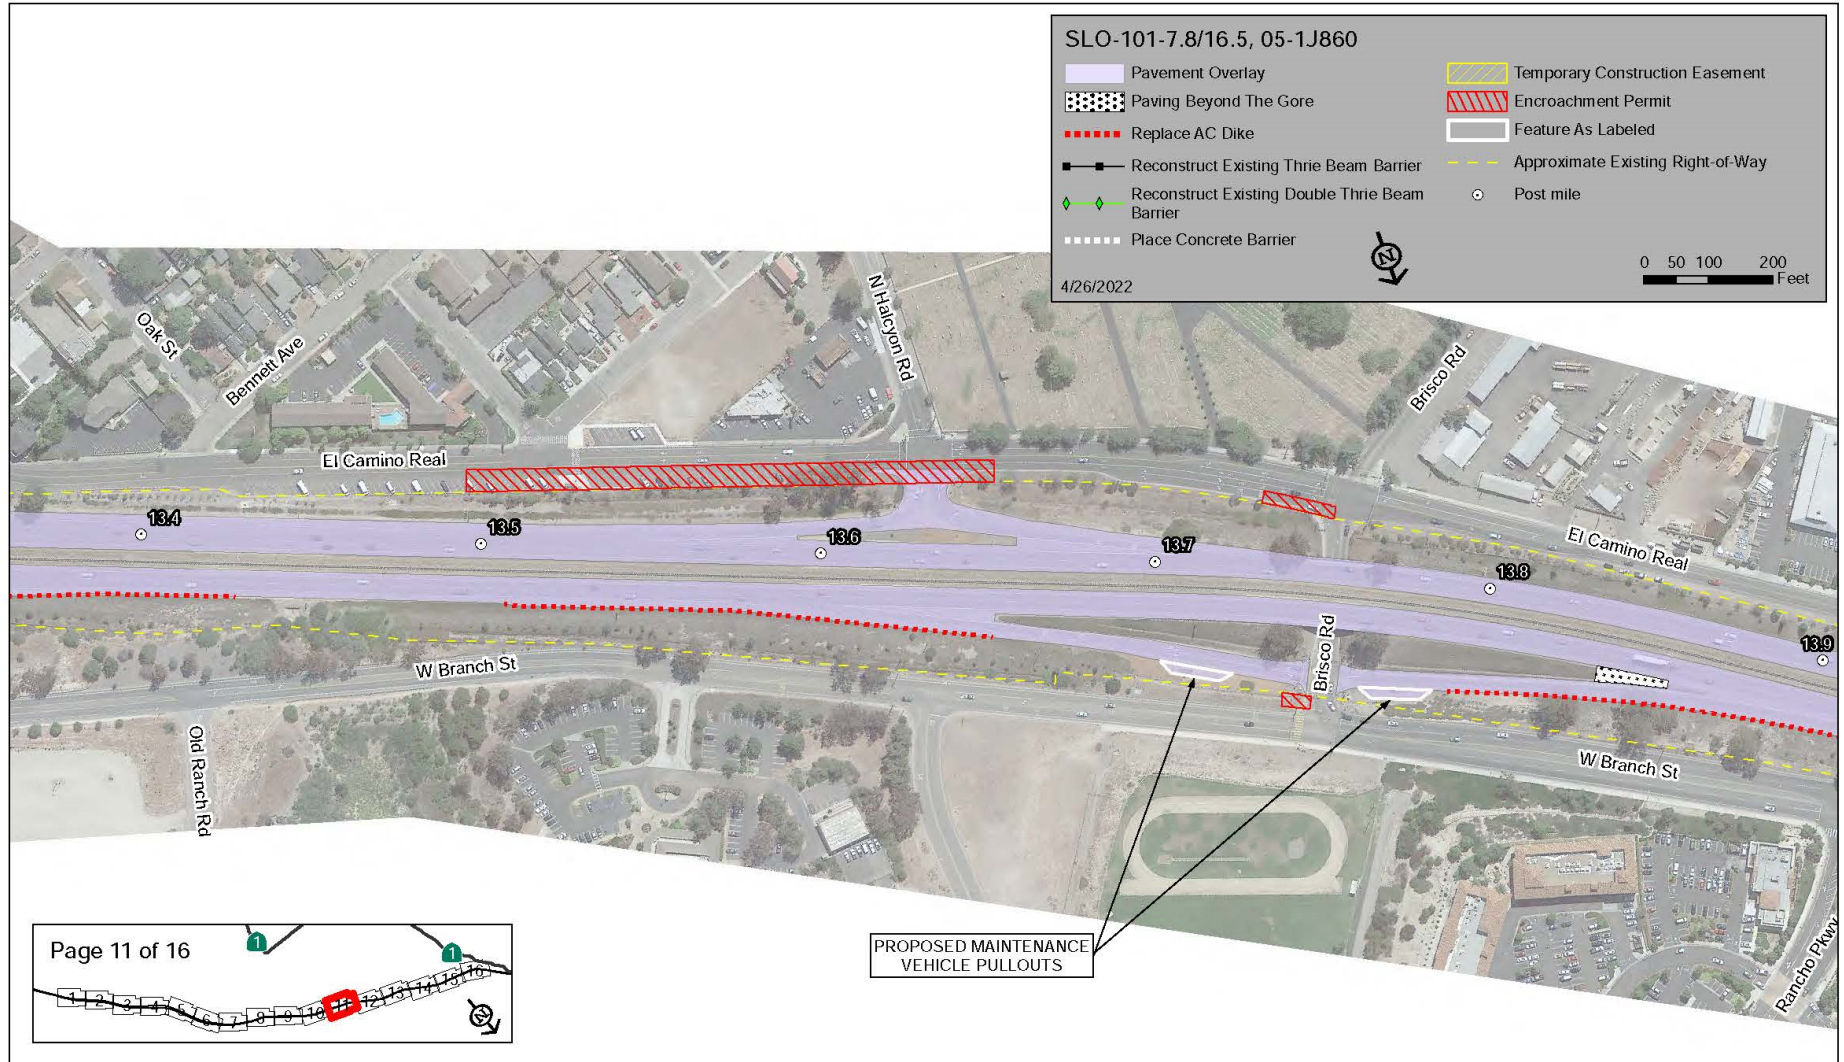 SLO-101-7.8/16.5, 05-1J860
Pavement Overlay
Paving Beyond The Gore
Replace AC Dike
Reconstruct Existing Thrie Beam Barrier
Reconstruct Existing Double Thrie Beam
Barrier
Place Concrete Barrier
4/26/2022
Temporary Construction Easement
Encroachment Permit
Feature As Labeled
Approximate Existing Right-of-Way
Post mile
N
0 50 100 200
Feet
Oak St
Bennett Ave
N Halcyon Rd
Brisco Rd
El Camino Real
El Camino Real
13.4
13.5
13.6
13.7
13.8
13.9
Brisco Rd
W Branch St
W Branch St
Old Ranch Rd
Rancho Pkwy
PROPOSED MAINTENANCE
VEHICLE PULLOUTS
Page 11 of 16
1
1
1 2 3 4 5 6 7 8 9 10 11 12 13 14 15 16
N